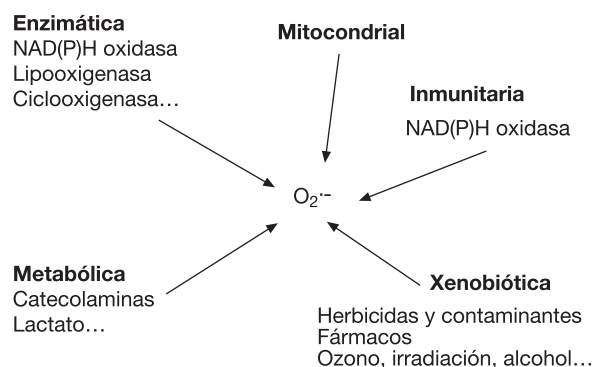 Enzimática
NAD(P)H oxidasa
Lipooxigenasa
Ciclooxigenasa…
Mitocondrial
Inmunitaria
NAD(P)H oxidasa
O₂·–
Metabólica
Catecolaminas
Lactato…
Xenobiótica
Herbicidas y contaminantes
Fármacos
Ozono, irradiación, alcohol…